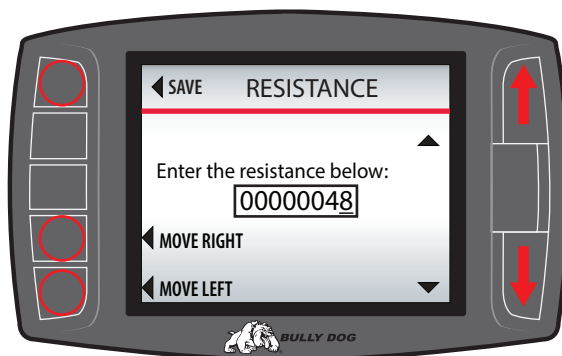 SAVE RESISTANCE
Enter the resistance below:
00000048
MOVE RIGHT
MOVE LEFT
BULLY DOG